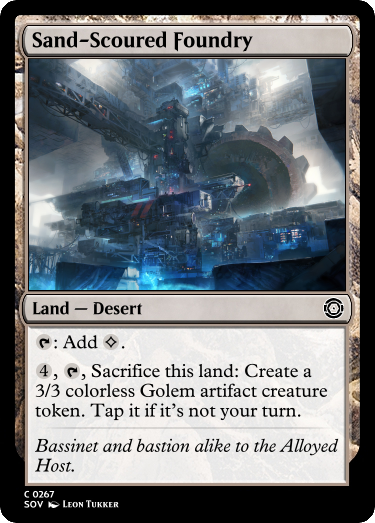 Sand-Scoured Foundry
Land — Desert
: Add .
4, , Sacrifice this land: Create a
3/3 colorless Golem artifact creature
token. Tap it if it's not your turn.
Bassinet and bastion alike to the Alloyed
Host.
C 0267
SOV Leon Tukker